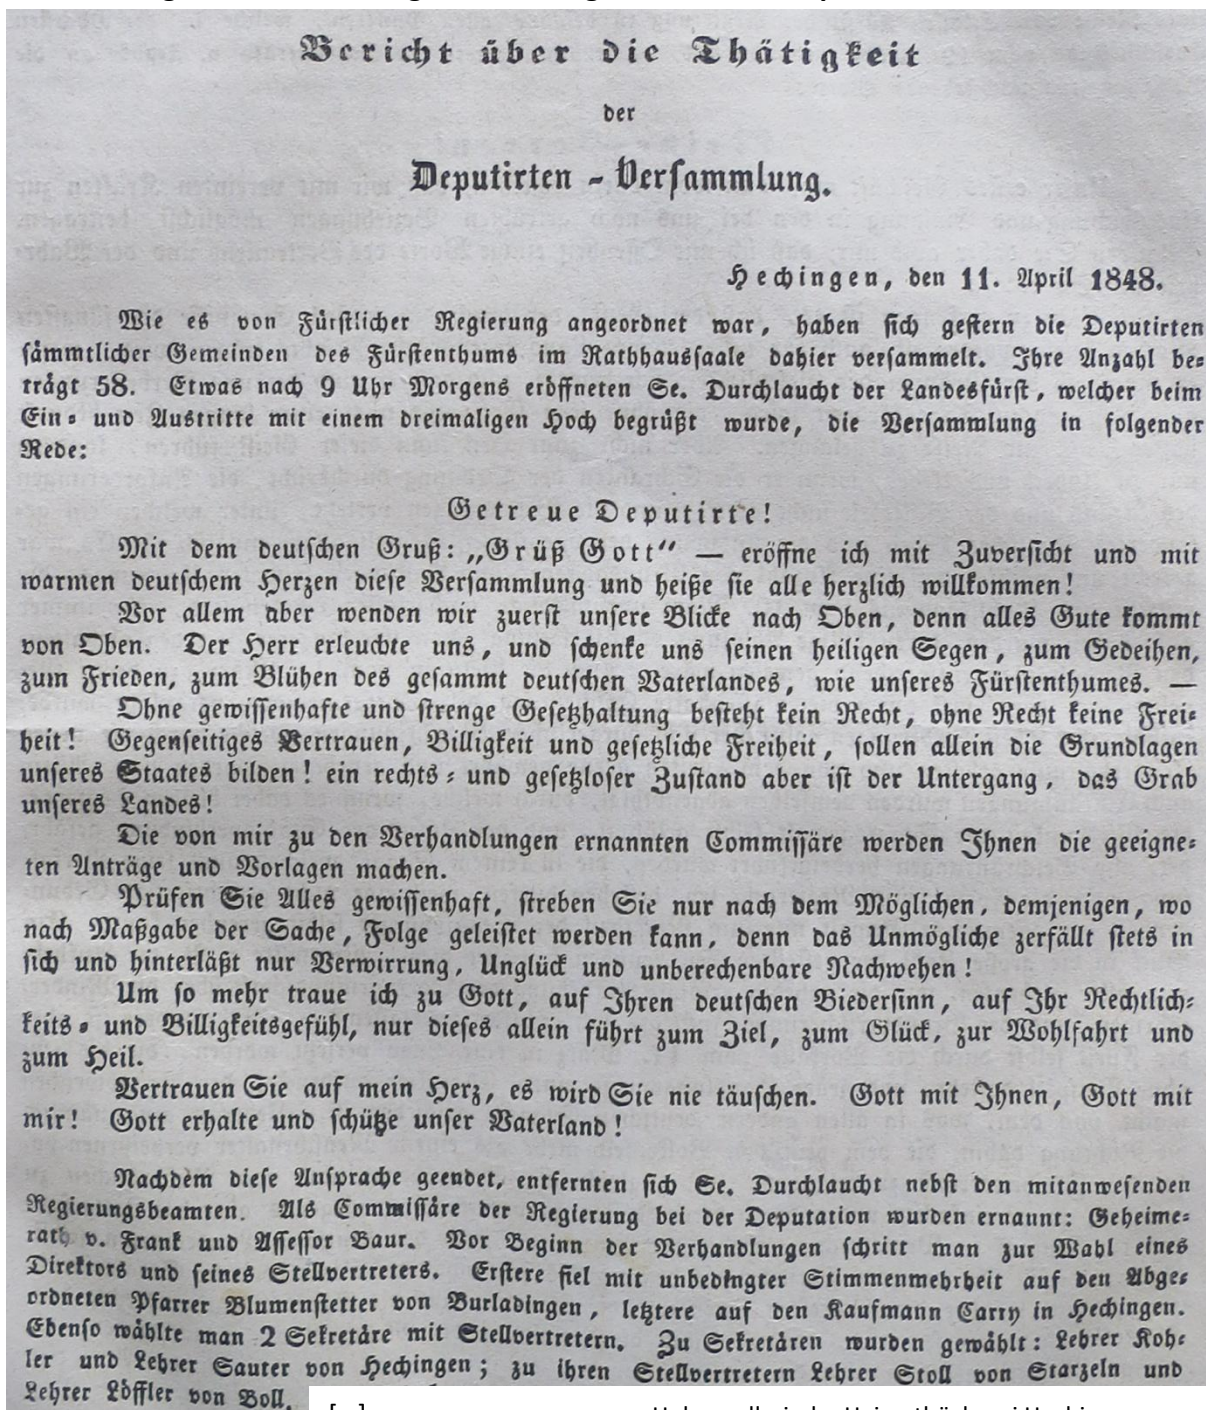 Bericht über die Thätigkeit
der
Deputirten - Versammlung.
Hechingen, den 11. April 1848.
Wie es von Fürstlicher Regierung angeordnet war, haben sich gestern die Deputirten
sämmtlicher Gemeinden des Fürstenthums im Rathhaussaale dahier versammelt. Ihre Anzahl be-
trägt 58. Etwas nach 9 Uhr Morgens eröffneten Se. Durchlaucht der Landesfürst, welcher beim
Ein- und Austritte mit einem dreimaligen Hoch begrüßt wurde, die Versammlung in folgender
Rede:
Getreue Deputirte!
Mit dem deutschen Gruß: „Grüß Gott“ — eröffne ich mit Zuversicht und mit
warmen deutschem Herzen diese Versammlung und heiße sie alle herzlich willkommen!
Vor allem aber wenden wir zuerst unsere Blicke nach Oben, denn alles Gute kommt
von Oben. Der Herr erleuchte uns, und schenke uns seinen heiligen Segen, zum Gedeihen,
zum Frieden, zum Blühen des gesammt deutschen Vaterlandes, wie unseres Fürstenthumes. —
Ohne gewissenhafte und strenge Gesetzhaltung besteht kein Recht, ohne Recht keine Frei-
heit! Gegenseitiges Vertrauen, Billigkeit und gesetzliche Freiheit, sollen allein die Grundlagen
unseres Staates bilden! ein rechts- und gesetzloser Zustand aber ist der Untergang, das Grab
unseres Landes!
Die von mir zu den Verhandlungen ernannten Commissäre werden Ihnen die geeigne-
ten Anträge und Vorlagen machen.
Prüfen Sie Alles gewissenhaft, streben Sie nur nach dem Möglichen, demjenigen, wo
nach Maßgabe der Sache, Folge geleistet werden kann, denn das Unmögliche zerfällt stets in
sich und hinterläßt nur Verwirrung, Unglück und unberechenbare Nachwehen!
Um so mehr traue ich zu Gott, auf Ihren deutschen Biedersinn, auf Ihr Rechtlich-
keits- und Billigkeitsgefühl, nur dieses allein führt zum Ziel, zum Glück, zur Wohlfahrt und
zum Heil.
Vertrauen Sie auf mein Herz, es wird Sie nie täuschen. Gott mit Ihnen, Gott mit
mir! Gott erhalte und schütze unser Vaterland!
Nachdem diese Ansprache geendet, entfernten sich Se. Durchlaucht nebst den mitanwesenden
Regierungsbeamten. Als Commissäre der Regierung bei der Deputation wurden ernannt: Geheime-
rath v. Frank und Assessor Baur. Vor Beginn der Verhandlungen schritt man zur Wahl eines
Direktors und seines Stellvertreters. Erstere fiel mit unbedingter Stimmenmehrheit auf den Abge-
ordneten Pfarrer Blumenstetter von Burladingen, letztere auf den Kaufmann Carry in Hechingen.
Ebenso wählte man 2 Sekretäre mit Stellvertretern. Zu Sekretären wurden gewählt: Lehrer Koh-
ler und Lehrer Sauter von Hechingen; zu ihren Stellvertretern Lehrer Stoll von Starzeln und
Lehrer Löffler von Boll.